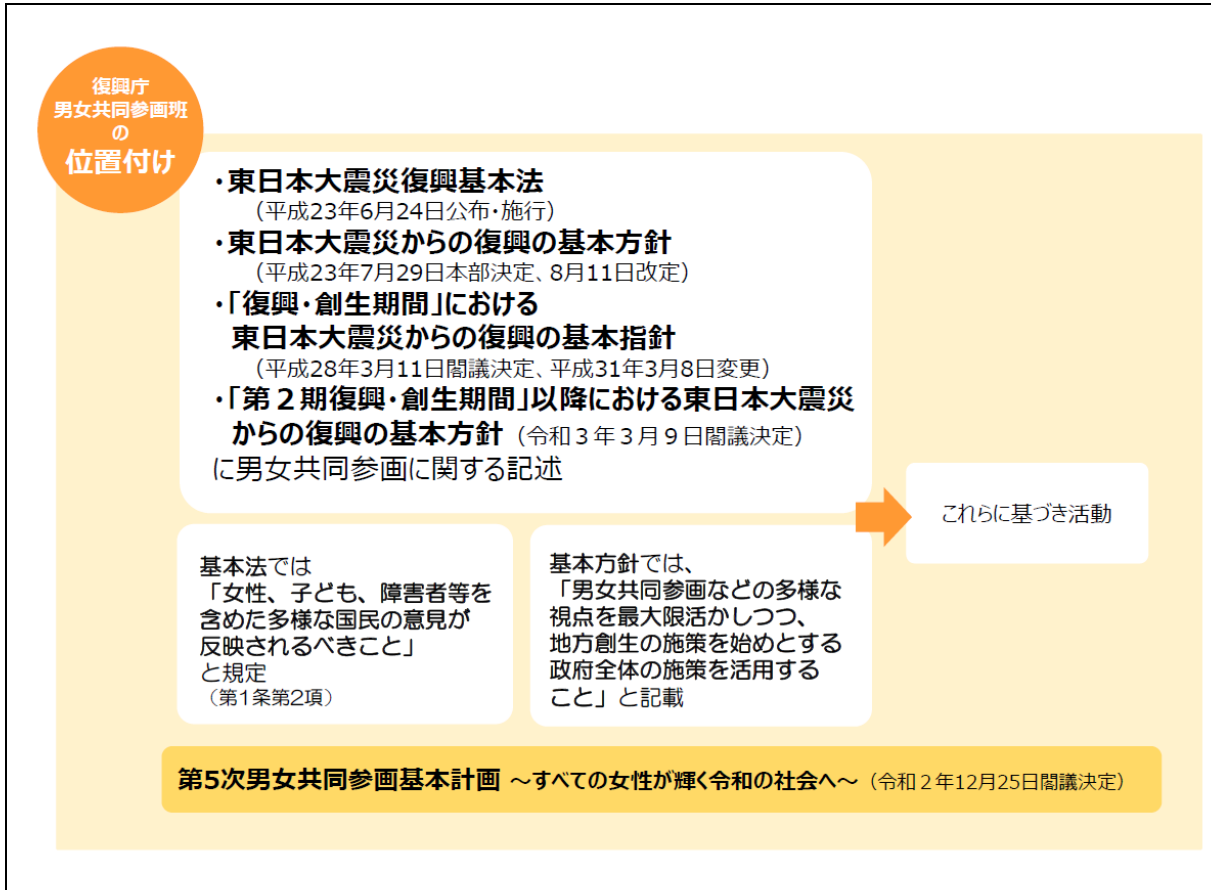 復興庁
男女共同参画班
の
位置付け
・東日本大震災復興基本法
（平成23年6月24日公布・施行）
・東日本大震災からの復興の基本方針
（平成23年7月29日本部決定、8月11日改定）
・「復興・創生期間」における
東日本大震災からの復興の基本指針
（平成28年3月11日閣議決定、平成31年3月8日変更）
・「第２期復興・創生期間」以降における東日本大震災
からの復興の基本方針（令和３年３月９日閣議決定）
に男女共同参画に関する記述
これらに基づき活動
基本法では
「女性、子ども、障害者等を
含めた多様な国民の意見が
反映されるべきこと」
と規定
（第1条第2項）
基本方針では、
「男女共同参画などの多様な
視点を最大限活かしつつ、
地方創生の施策を始めとする
政府全体の施策を活用する
こと」と記載
第5次男女共同参画基本計画 ～すべての女性が輝く令和の社会へ～（令和２年12月25日閣議決定）